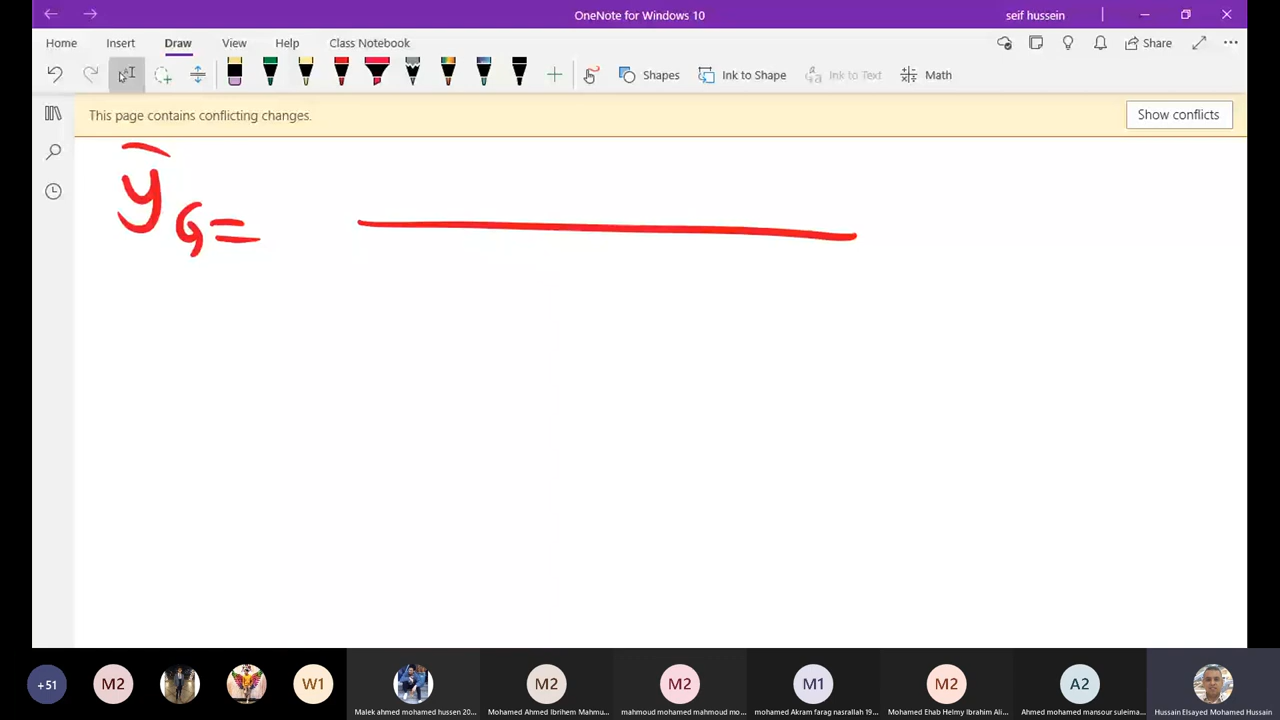 OneNote for Windows 10
seif hussein
Home Insert Draw View Help Class Notebook
Share
Shapes Ink to Shape Ink to Text Math
This page contains conflicting changes.
Show conflicts
ȳ_G =
+51 M2 W1 M2 M2 M1 M2 A2
Malek ahmed mohamed hussen 20... Mohamed Ahmed Ibrihem Mahmu... mahmoud mohamed mahmoud mo... mohamed Akram farag nasrallah 19... Mohamed Ehab Helmy Ibrahim Ali... Ahmed mohamed mansour suleima... Hussain Elsayed Mohamed Hussain